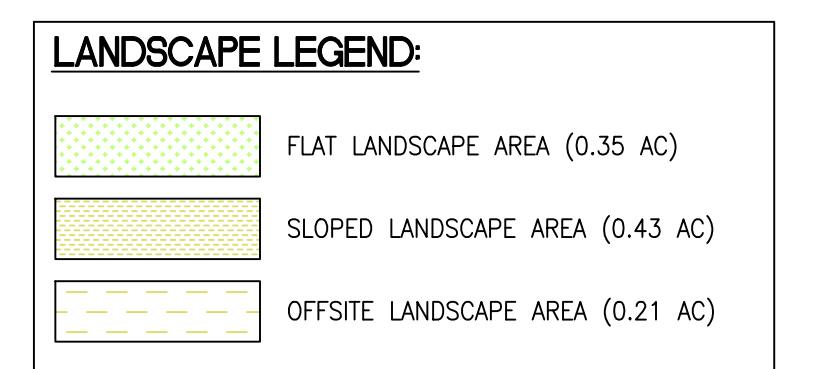 LANDSCAPE LEGEND:
FLAT LANDSCAPE AREA (0.35 AC)
SLOPED LANDSCAPE AREA (0.43 AC)
OFFSITE LANDSCAPE AREA (0.21 AC)